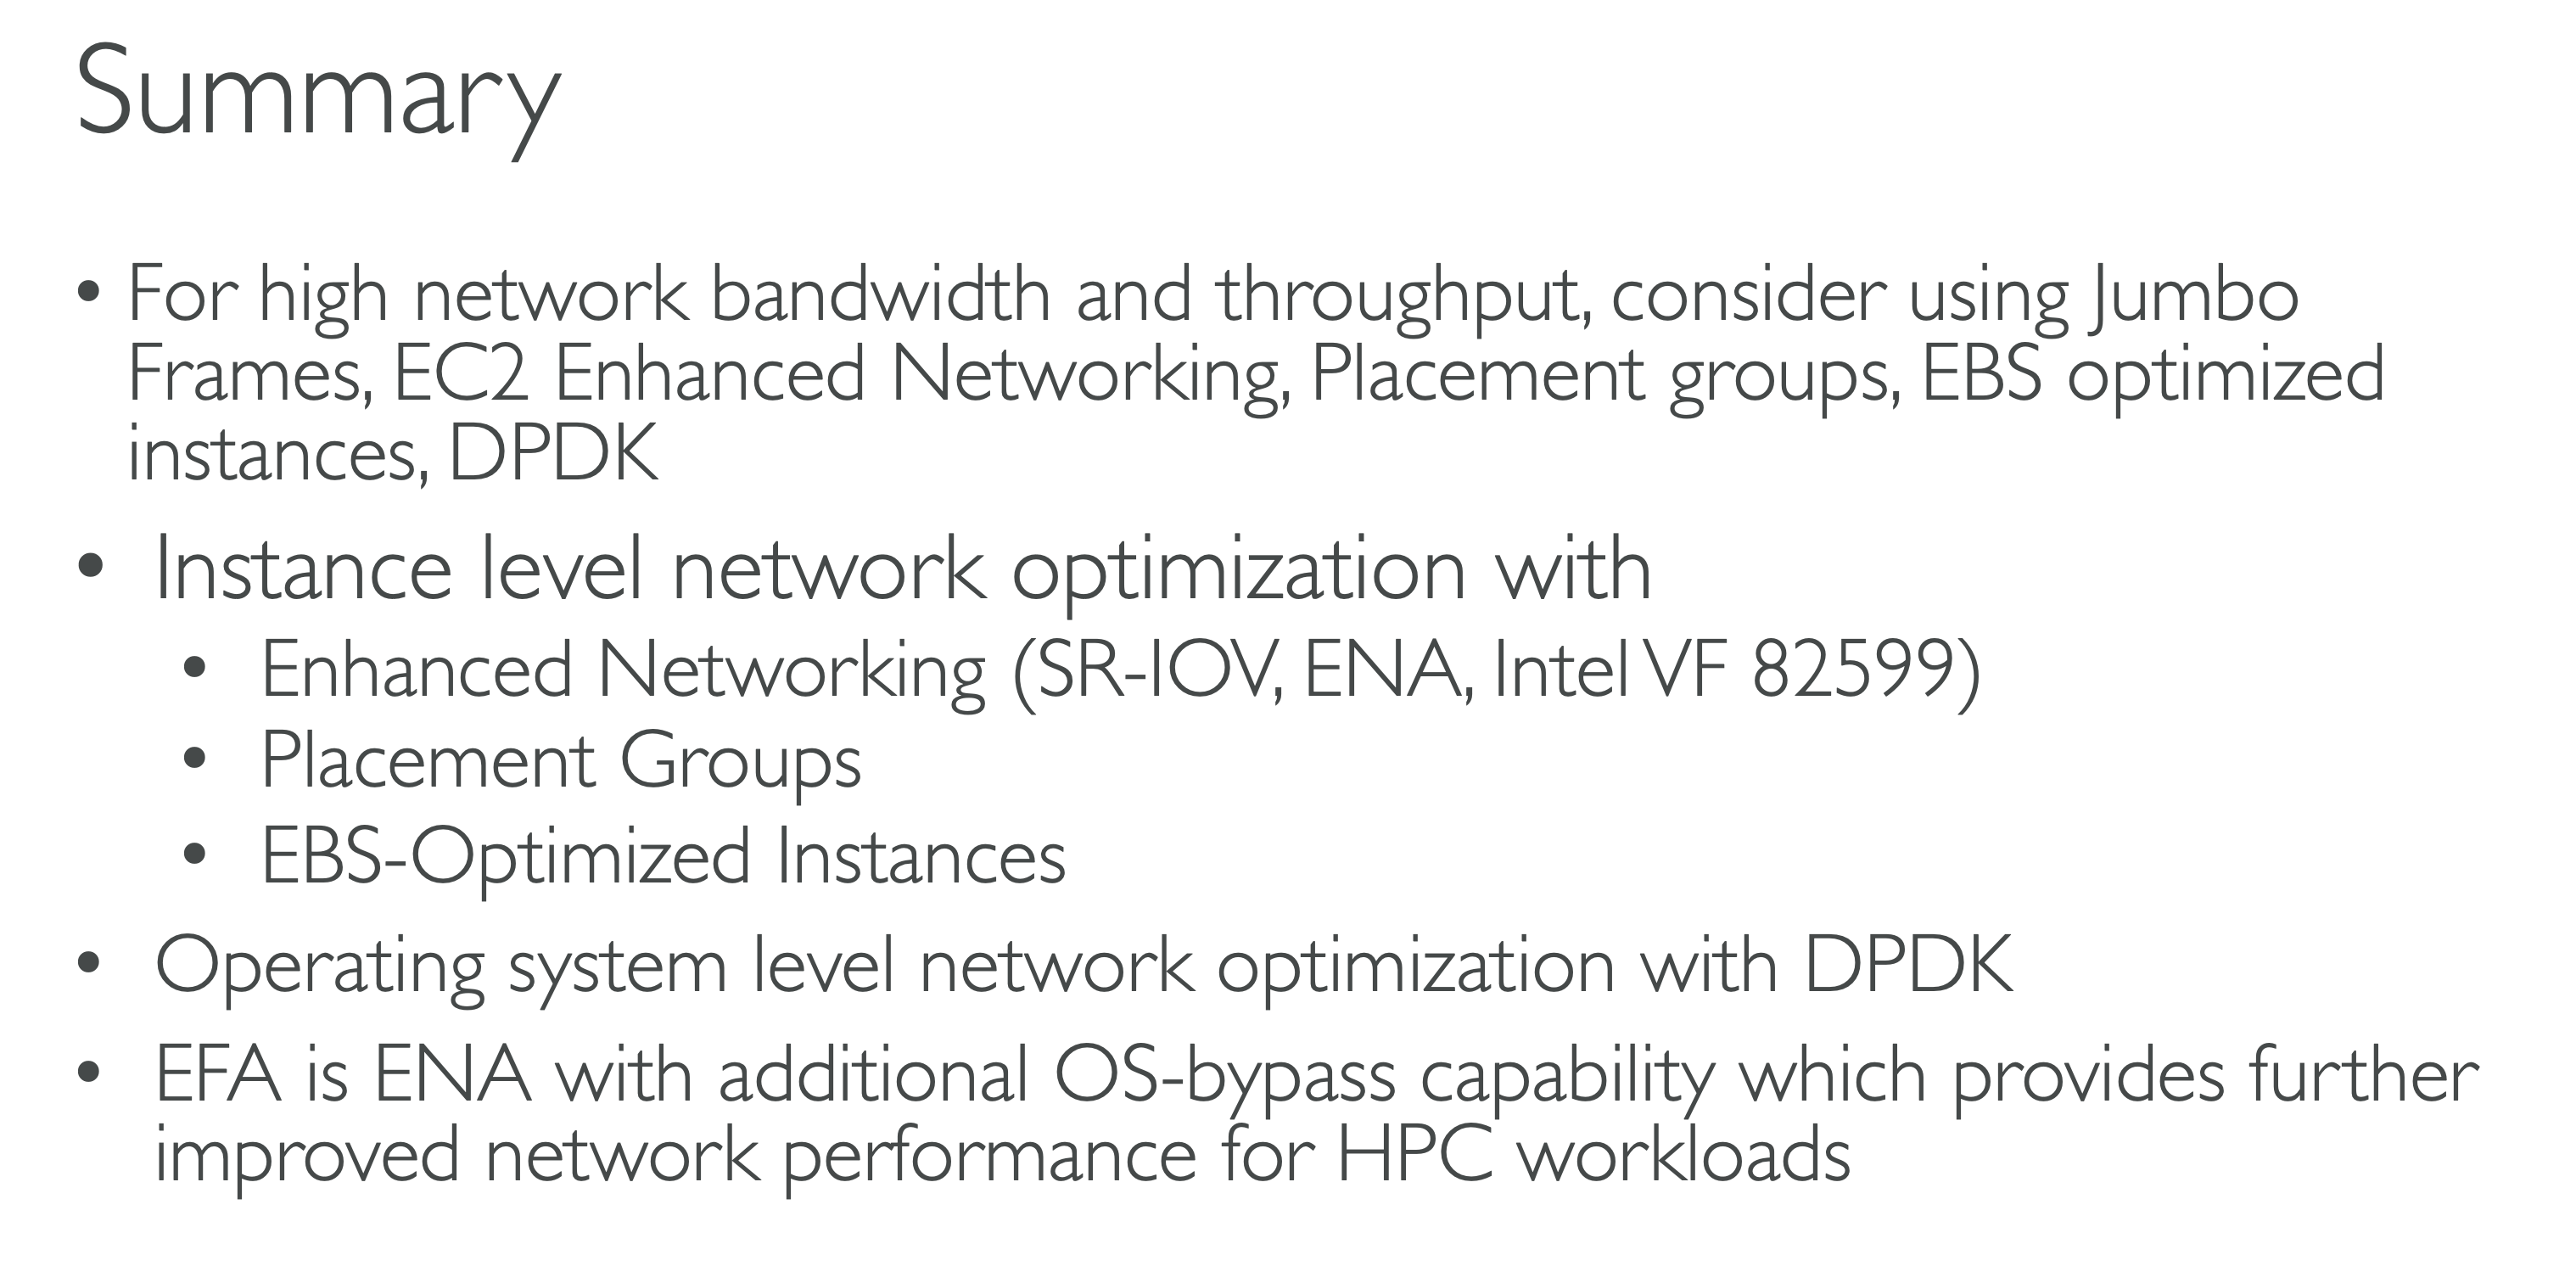 Summary
• For high network bandwidth and throughput, consider using Jumbo
Frames, EC2 Enhanced Networking, Placement groups, EBS optimized
instances, DPDK
• Instance level network optimization with
• Enhanced Networking (SR-IOV, ENA, Intel VF 82599)
• Placement Groups
• EBS-Optimized Instances
• Operating system level network optimization with DPDK
• EFA is ENA with additional OS-bypass capability which provides further
improved network performance for HPC workloads